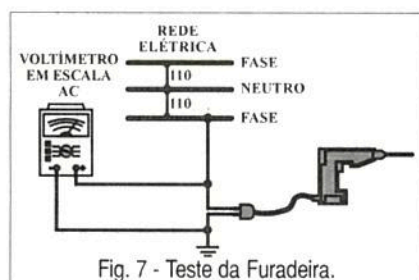 REDE
ELÉTRICA
VOLTÍMETRO
EM ESCALA
AC
FASE
110
NEUTRO
110
FASE
Fig. 7 - Teste da Furadeira.